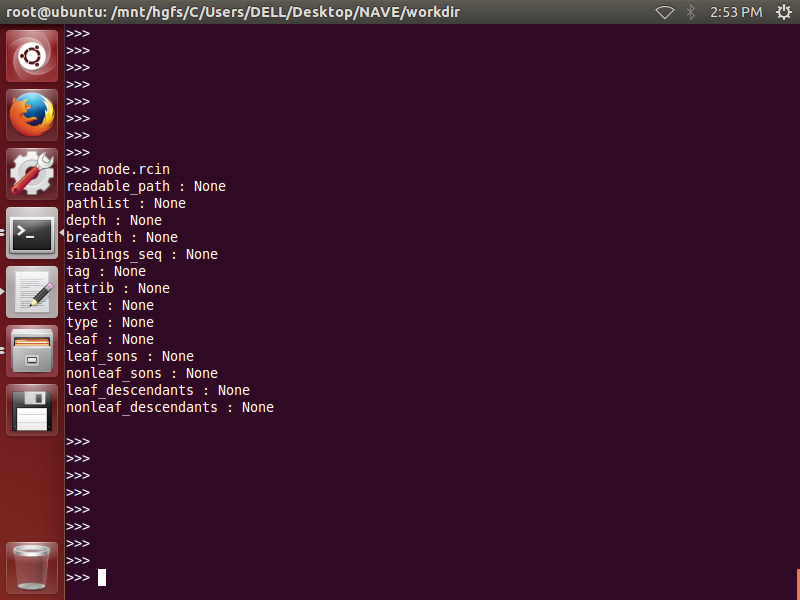 root@ubuntu: /mnt/hgfs/C/Users/DELL/Desktop/NAVE/workdir
2:53 PM
>>>
>>>
>>>
>>>
>>>
>>>
>>>
>>>
>>> node.rcin
readable_path : None
pathlist : None
depth : None
breadth : None
siblings_seq : None
tag : None
attrib : None
text : None
type : None
leaf : None
leaf_sons : None
nonleaf_sons : None
leaf_descendants : None
nonleaf_descendants : None
>>>
>>>
>>>
>>>
>>>
>>>
>>>
>>>
>>>